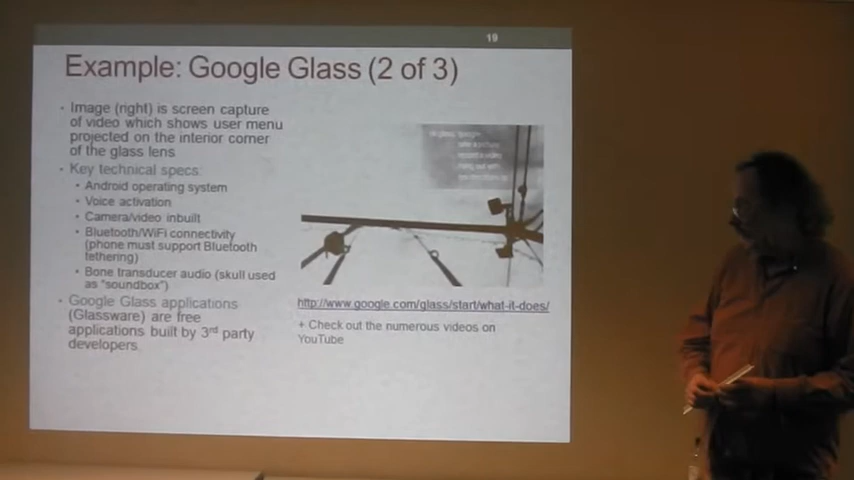 19
Example: Google Glass (2 of 3)
• Image (right) is screen capture
of video which shows user menu
projected on the interior corner
of the glass lens
• Key technical specs:
• Android operating system
• Voice activation
• Camera/video inbuilt
• Bluetooth/WiFi connectivity
(phone must support Bluetooth
tethering)
• Bone transducer audio (skull used
as "soundbox")
• Google Glass applications
(Glassware) are free
applications built by 3rd party
developers.
http://www.google.com/glass/start/what-it-does/
+ Check out the numerous videos on
YouTube